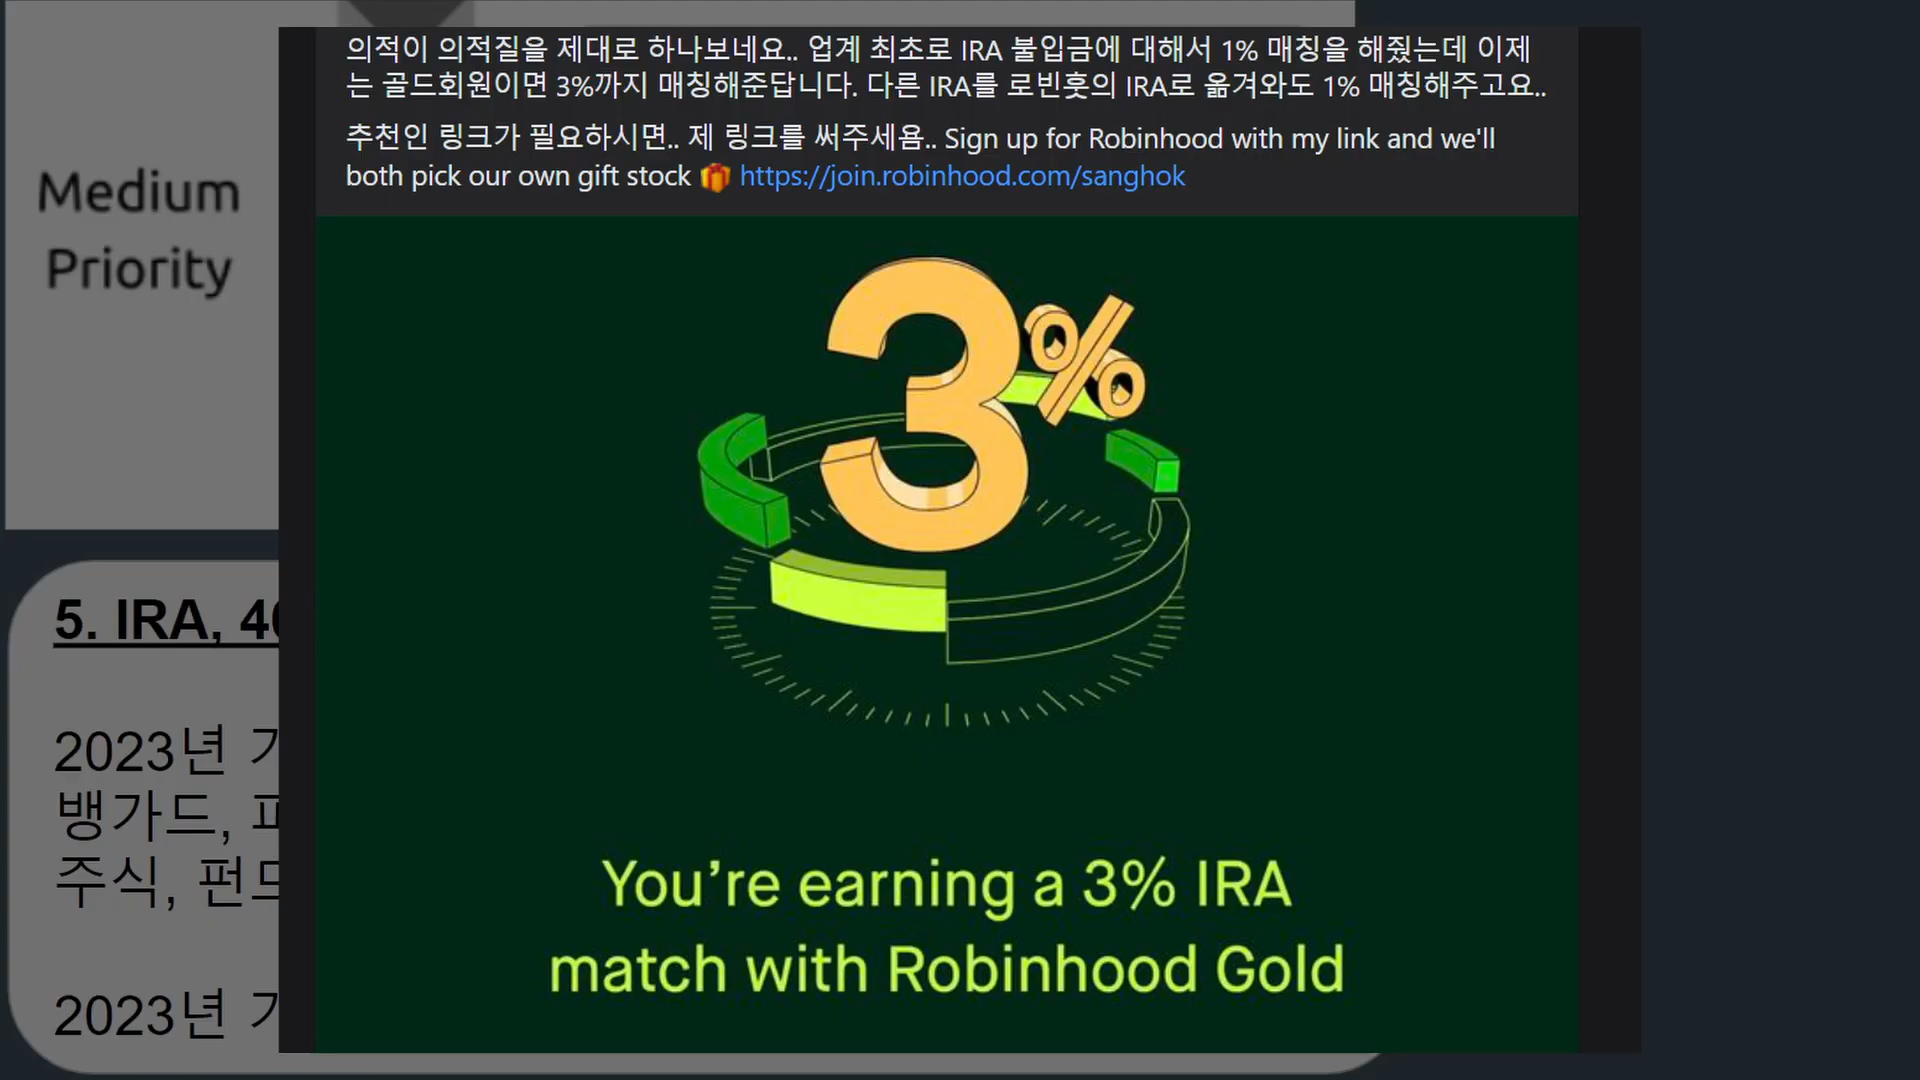 의적이 의적질을 제대로 하나보네요.. 업계 최초로 IRA 불입금에 대해서 1% 매칭을 해줬는데 이제
는 골드회원이면 3%까지 매칭해준답니다. 다른 IRA를 로빈훗의 IRA로 옮겨와도 1% 매칭해주고요..
추천인 링크가 필요하시면.. 제 링크를 써주세욤.. Sign up for Robinhood with my link and we'll
both pick our own gift stock 🎁 https://join.robinhood.com/sanghok
Medium
Priority
3%
5. IRA,
2023년
뱅가드,
주식,
2023년
You're earning a 3% IRA
match with Robinhood Gold